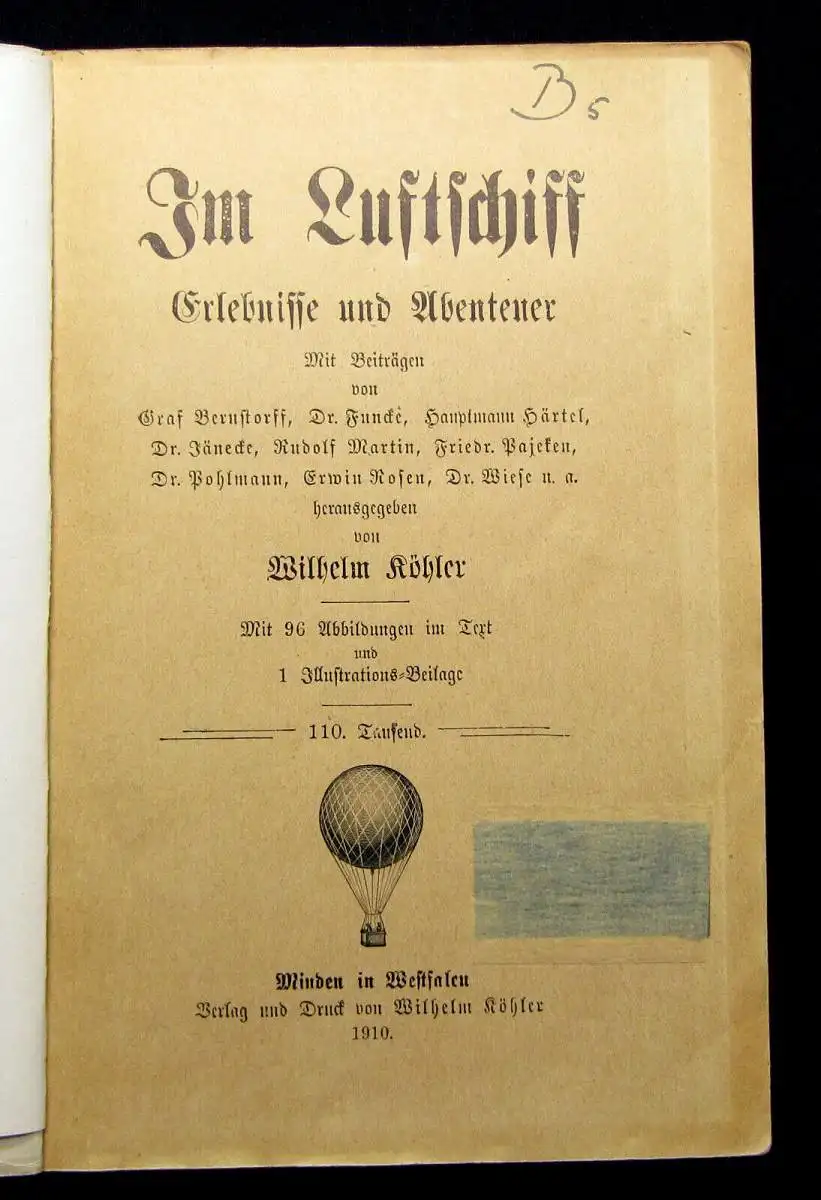 B 5
Im Luftschiff
Erlebnisse und Abenteuer
Mit Beiträgen
von
Graf Bernstorff, Dr. Funckè, Hauptmann Härtel,
Dr. Jänecke, Rudolf Martin, Friedr. Pajeken,
Dr. Pohlmann, Erwin Rosen, Dr. Wiese u. a.
herausgegeben
von
Wilhelm Köhler
Mit 96 Abbildungen im Text
und
1 Illustrations-Beilage
110. Tausend.
Minden in Westfalen
Verlag und Druck von Wilhelm Köhler
1910.